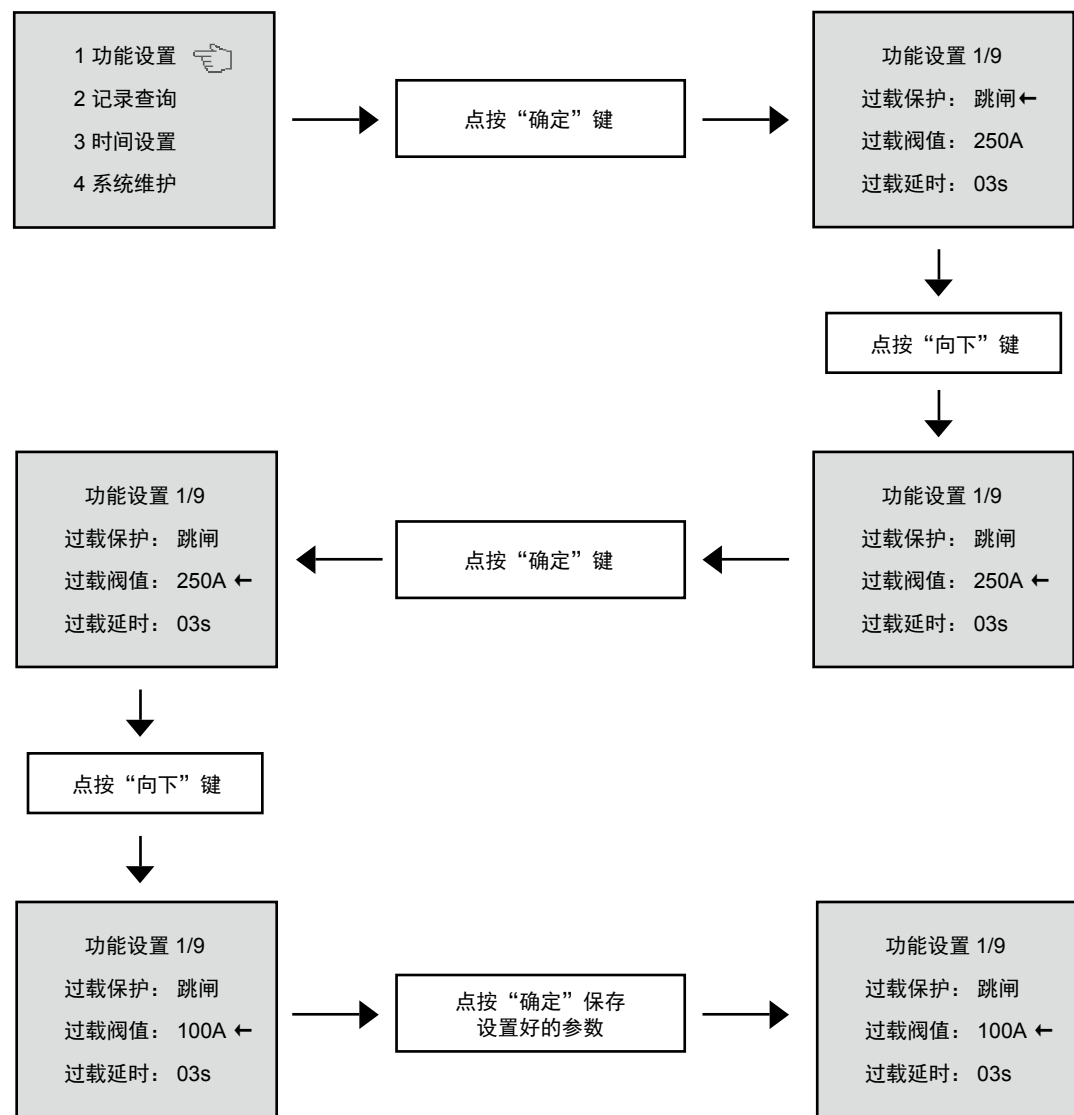 1 功能设置
2 记录查询
3 时间设置
4 系统维护
点按“确定”键
功能设置 1/9
过载保护： 跳闸←
过载阀值： 250A
过载延时： 03s
点按“向下”键
功能设置 1/9
过载保护： 跳闸
过载阀值： 250A ←
过载延时： 03s
点按“确定”键
功能设置 1/9
过载保护： 跳闸
过载阀值： 250A ←
过载延时： 03s
点按“向下”键
功能设置 1/9
过载保护： 跳闸
过载阀值： 100A ←
过载延时： 03s
点按“确定”保存
设置好的参数
功能设置 1/9
过载保护： 跳闸
过载阀值： 100A ←
过载延时： 03s